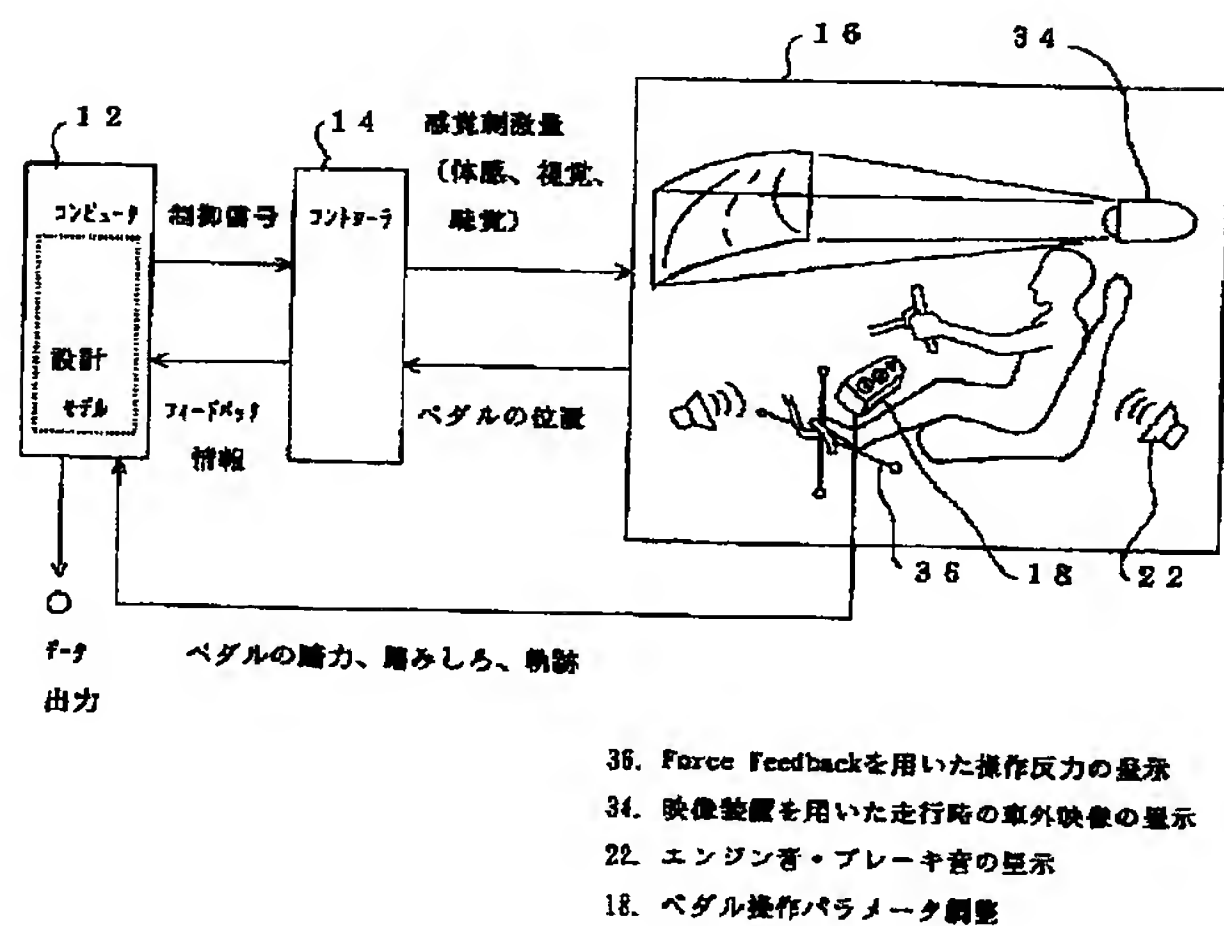 16
34
12
14
感覚刺激量
(体感、視覚、
聴覚)
コンピュータ
制御信号
コントローラ
設計
モデル
フィードバック
情報
ペダルの位置
36
18
22
データ
出力
ペダルの踏力、踏みしろ、軌跡
36. Force Feedbackを用いた操作反力の呈示
34. 映像装置を用いた走行時の車外映像の呈示
22. エンジン音・ブレーキ音の呈示
18. ペダル操作パラメータ調整